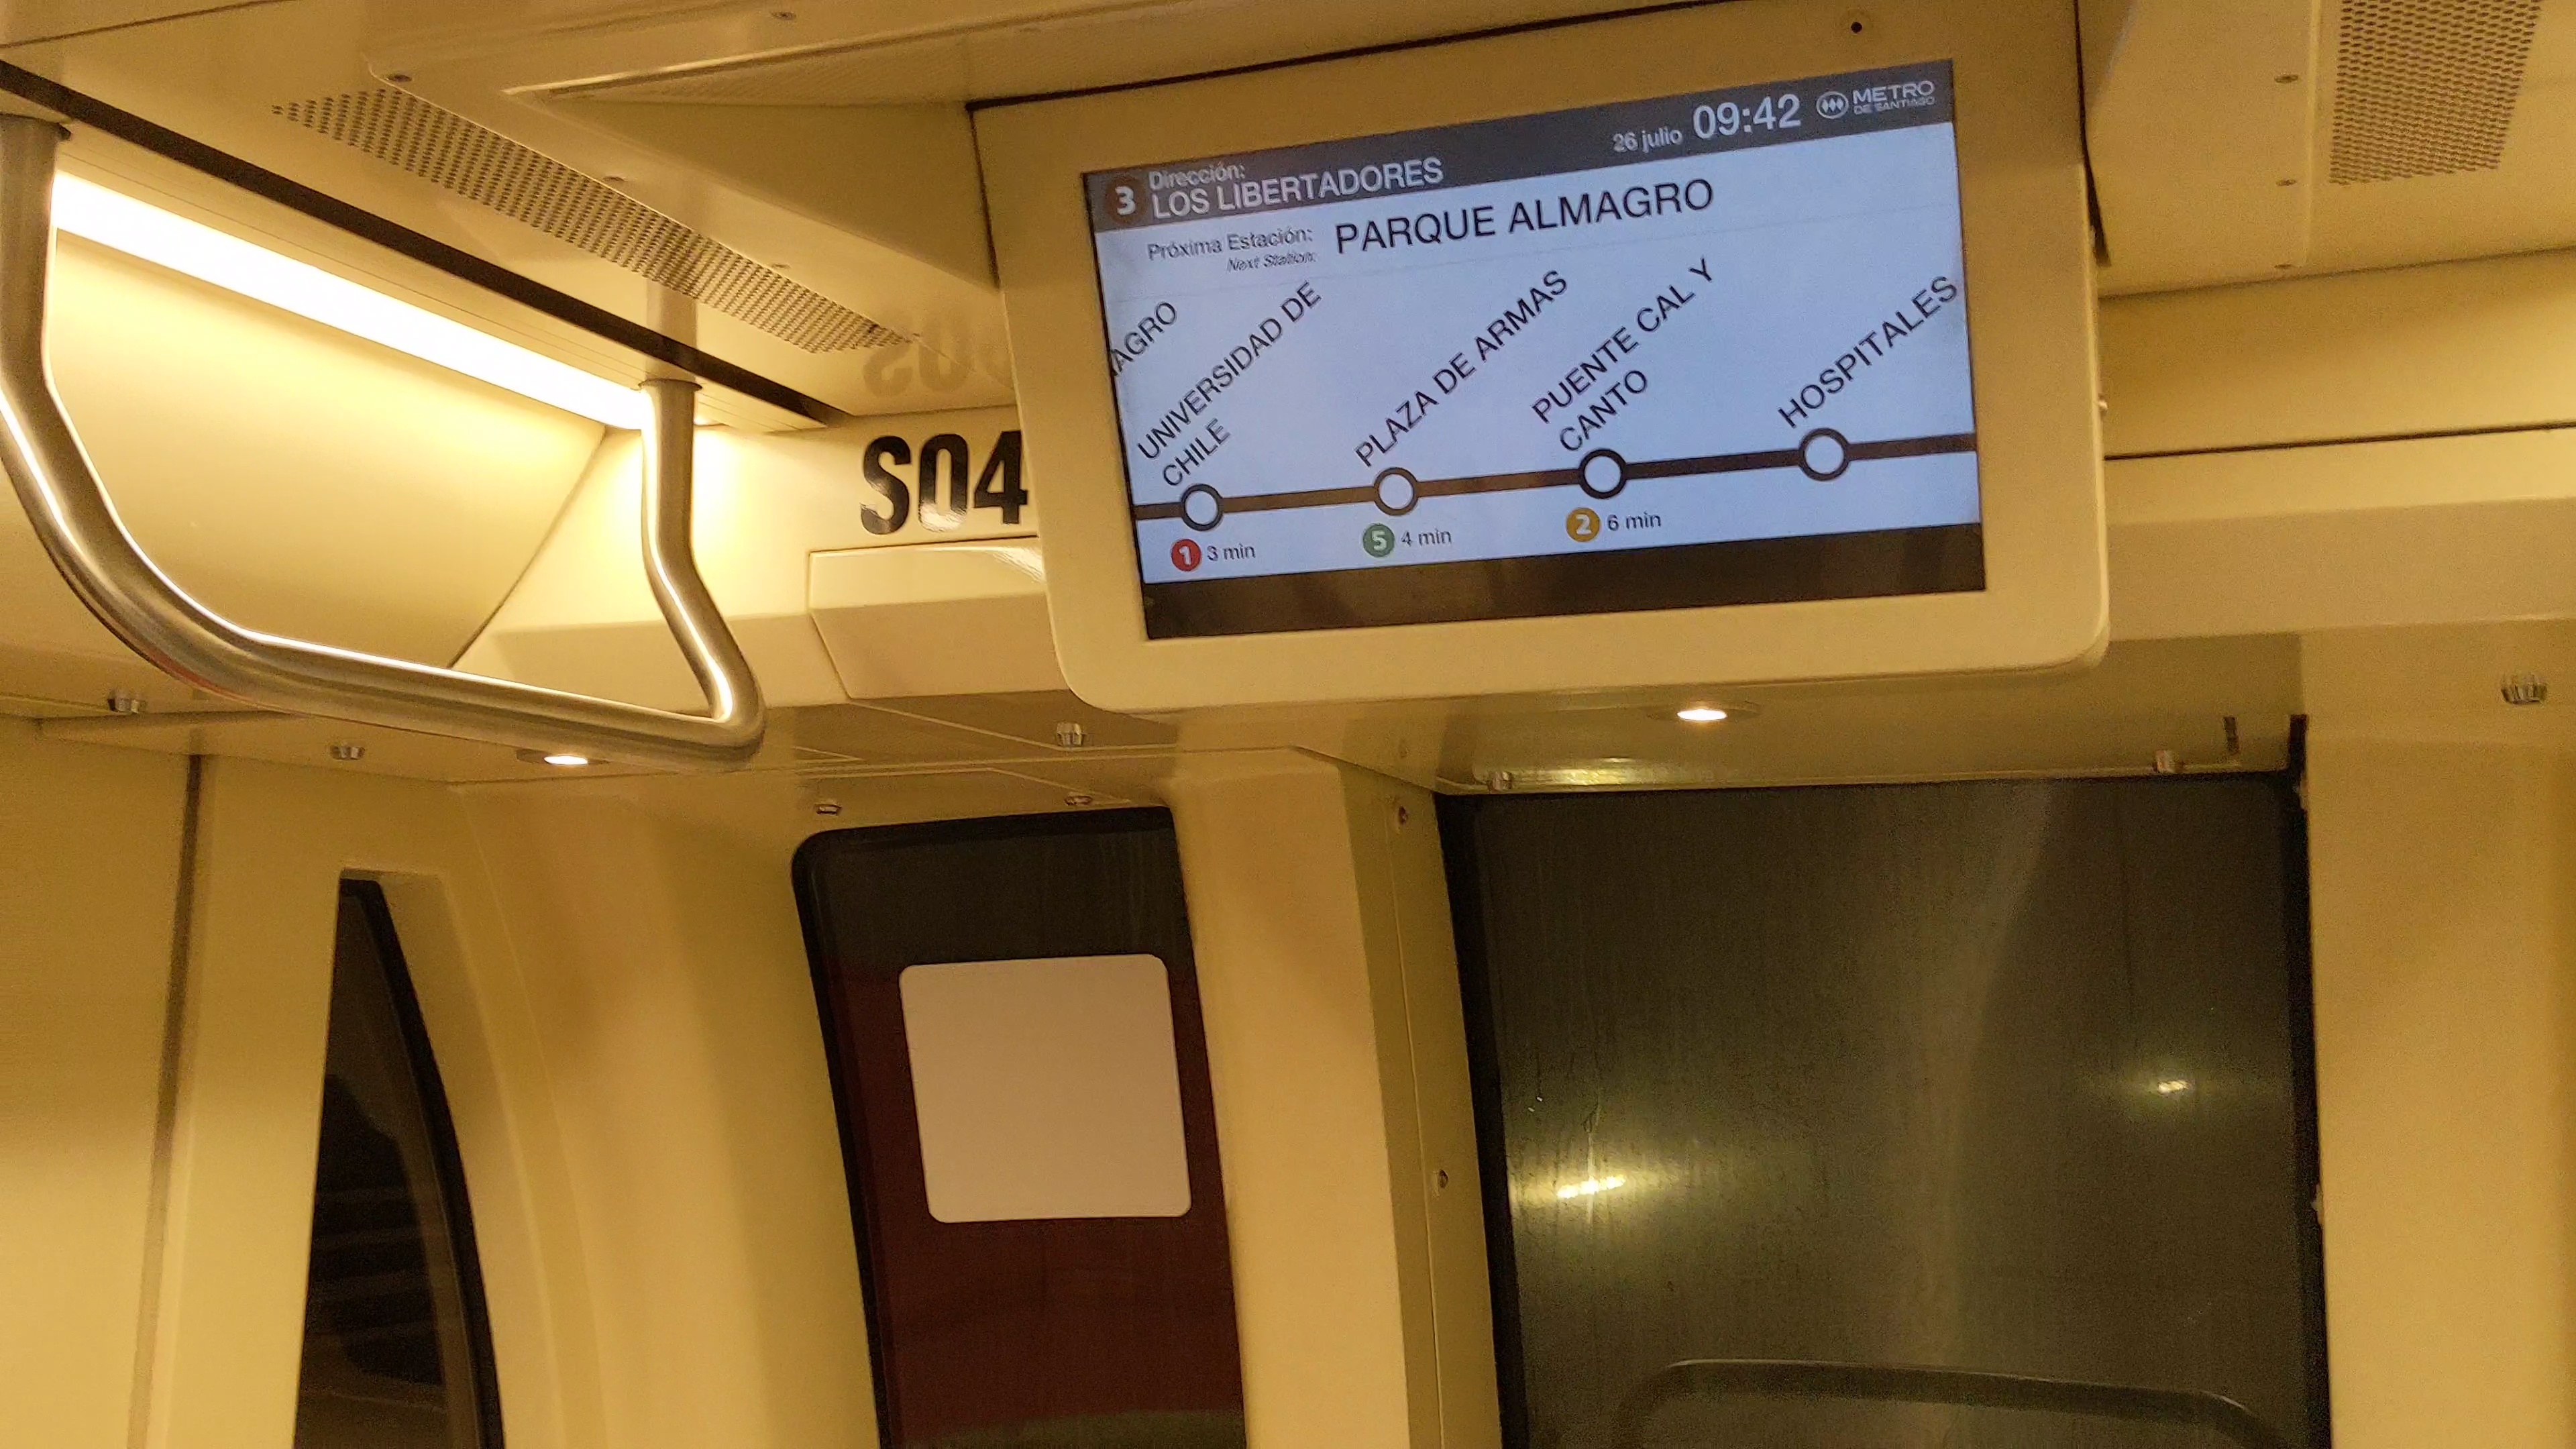 3
Dirección:
LOS LIBERTADORES
26 julio 09:42
METRO
DE SANTIAGO
Próxima Estación:
Next Station:
PARQUE ALMAGRO
AGRO
UNIVERSIDAD DE
CHILE
PLAZA DE ARMAS
PUENTE CAL Y
CANTO
HOSPITALES
1 3 min
5 4 min
2 6 min
S04